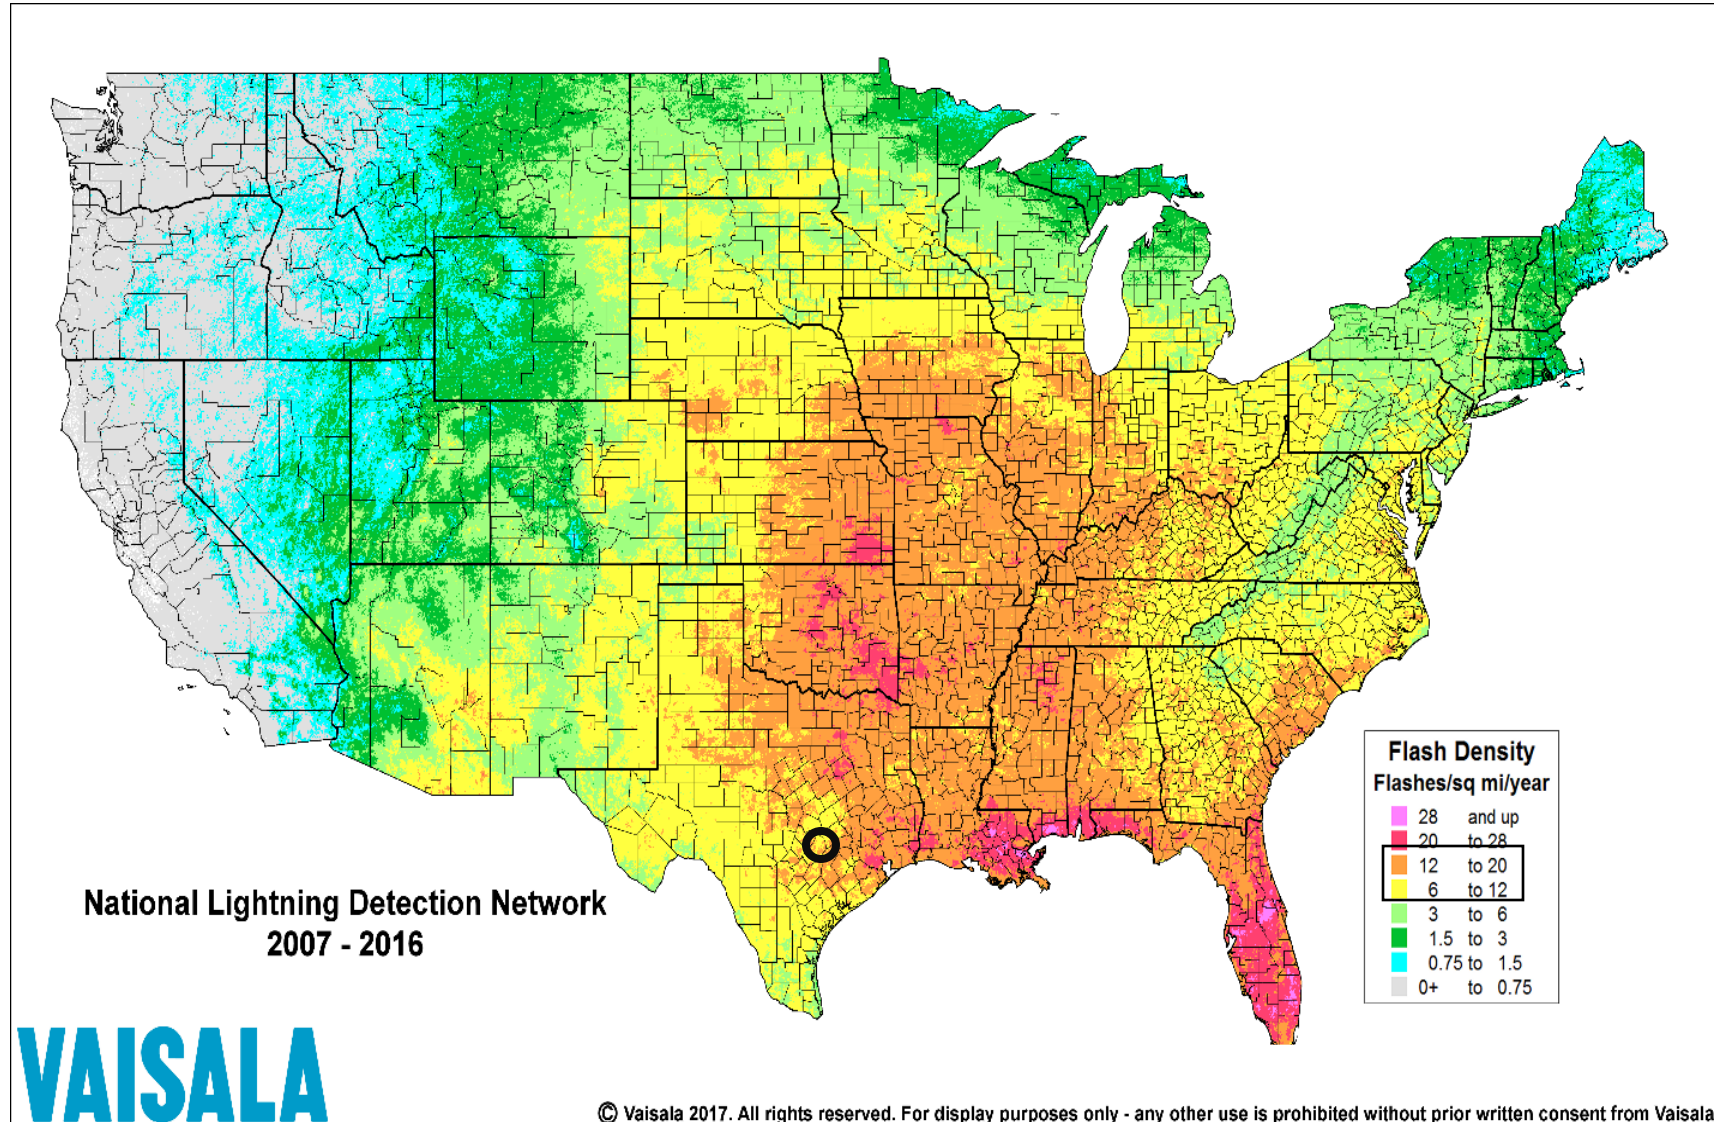 National Lightning Detection Network
2007 - 2016
Flash Density
Flashes/sq mi/year
28 and up
20 to 28
12 to 20
6 to 12
3 to 6
1.5 to 3
0.75 to 1.5
0+ to 0.75
VAISALA
© Vaisala 2017. All rights reserved. For display purposes only - any other use is prohibited without prior written consent from Vaisala